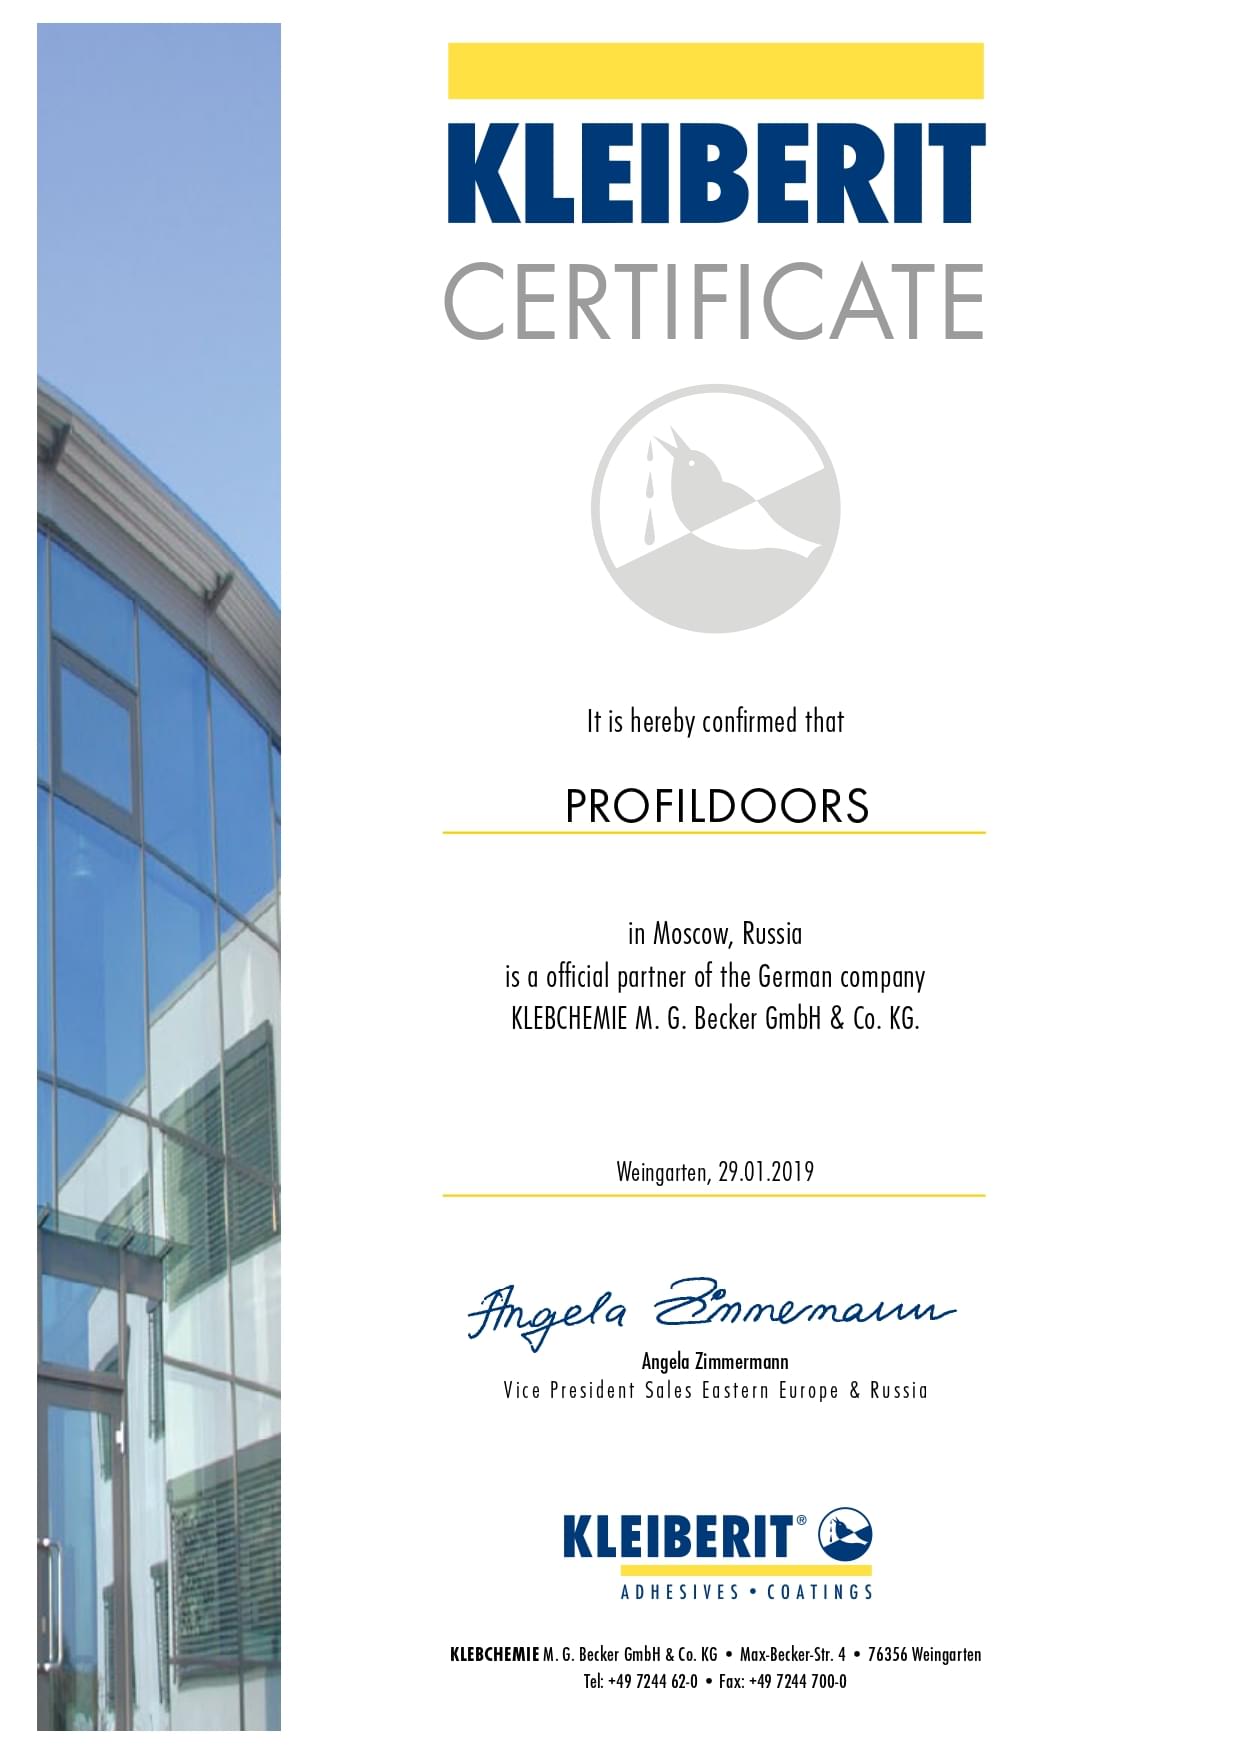 KLEIBERIT
CERTIFICATE
It is hereby confirmed that
PROFILDOORS
in Moscow, Russia
is a official partner of the German company
KLEBCHEMIE M. G. Becker GmbH & Co. KG.
Weingarten, 29.01.2019
Angela Zimmermann
Angela Zimmermann
Vice President Sales Eastern Europe & Russia
KLEIBERIT®
ADHESIVES • COATINGS
KLEBCHEMIE M. G. Becker GmbH & Co. KG • Max-Becker-Str. 4 • 76356 Weingarten
Tel: +49 7244 62-0 • Fax: +49 7244 700-0